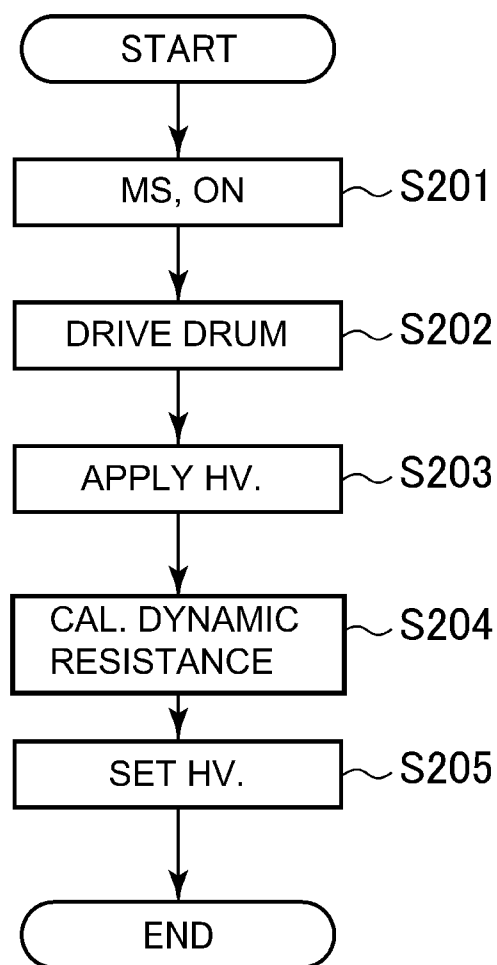 START
MS, ON
S201
DRIVE DRUM
S202
APPLY HV.
S203
CAL. DYNAMIC
RESISTANCE
S204
SET HV.
S205
END